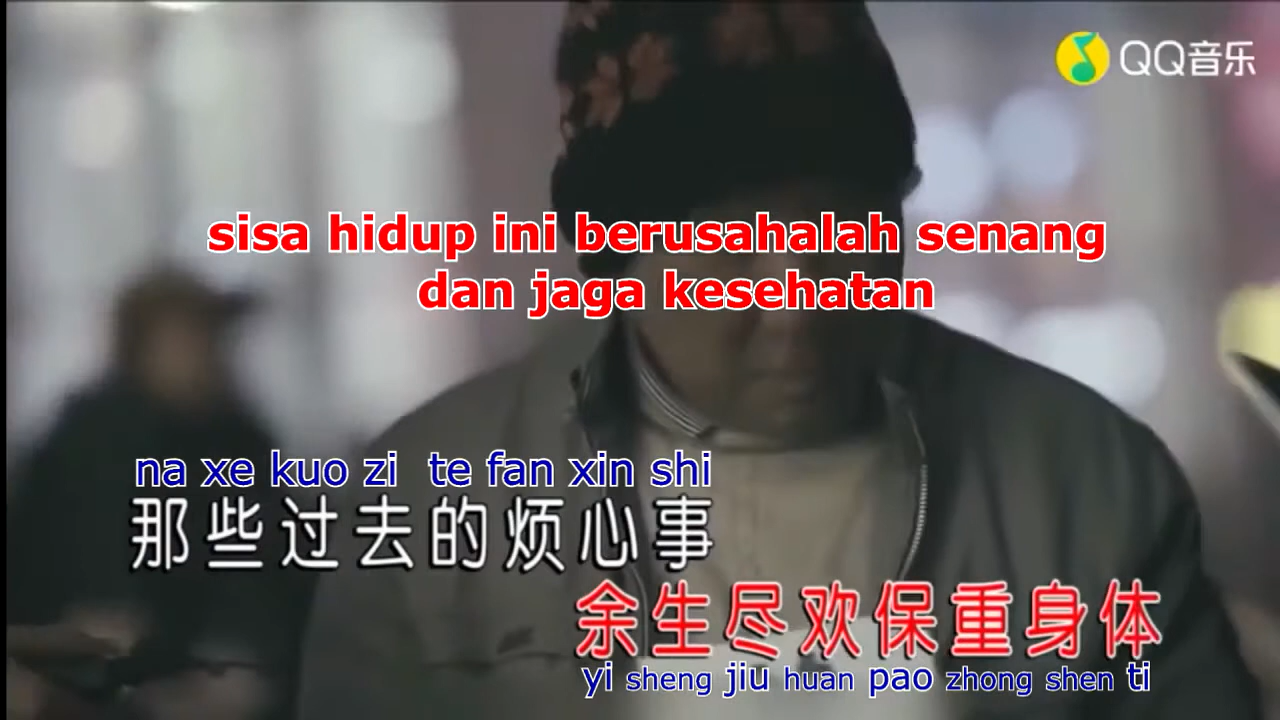 QQ音乐
sisa hidup ini berusahalah senang
dan jaga kesehatan
na xe kuo zi te fan xin shi
那些过去的烦心事
余生尽欢保重身体
yi sheng jiu huan pao zhong shen ti